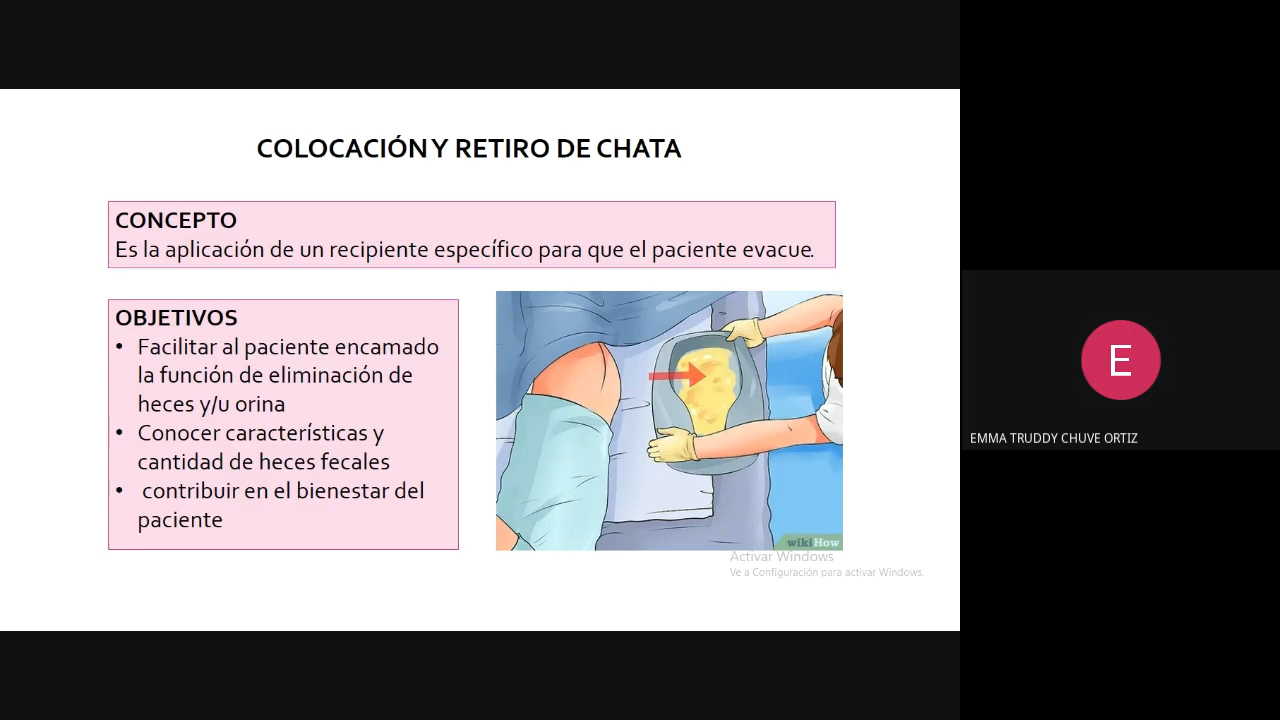 COLOCACIÓN Y RETIRO DE CHATA
CONCEPTO
Es la aplicación de un recipiente específico para que el paciente evacue.
OBJETIVOS
• Facilitar al paciente encamado
la función de eliminación de
heces y/u orina
• Conocer características y
cantidad de heces fecales
• contribuir en el bienestar del
paciente
wikiHow
Activar Windows
Ve a Configuración para activar Windows.
E
EMMA TRUDDY CHUVE ORTIZ